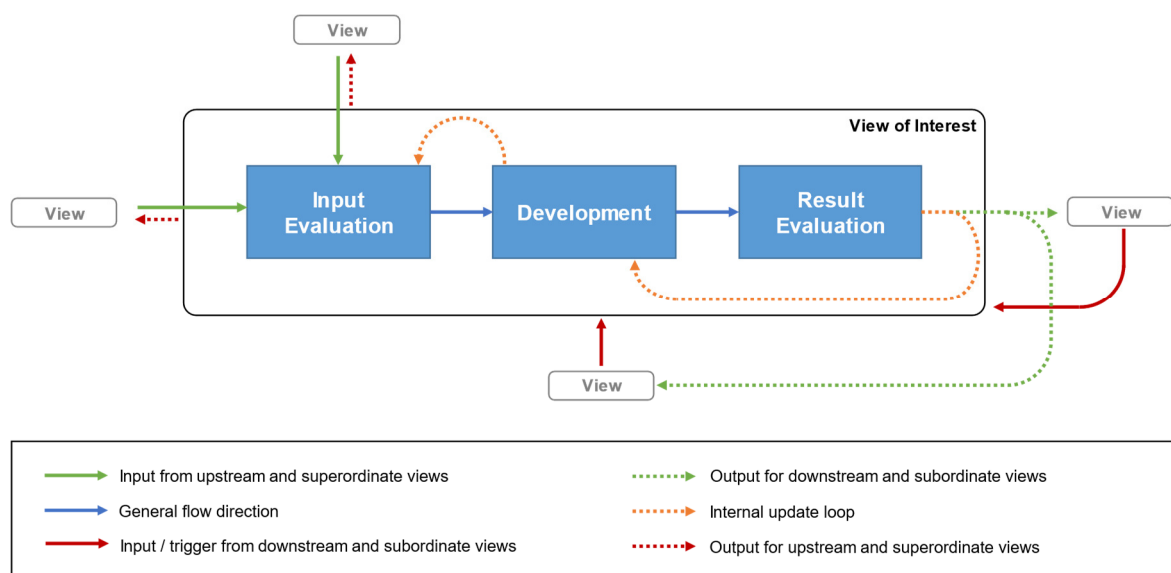 View
View of Interest
Input
Evaluation
Development
Result
Evaluation
View
View
View
Input from upstream and superordinate views
General flow direction
Input / trigger from downstream and subordinate views
Output for downstream and subordinate views
Internal update loop
Output for upstream and superordinate views